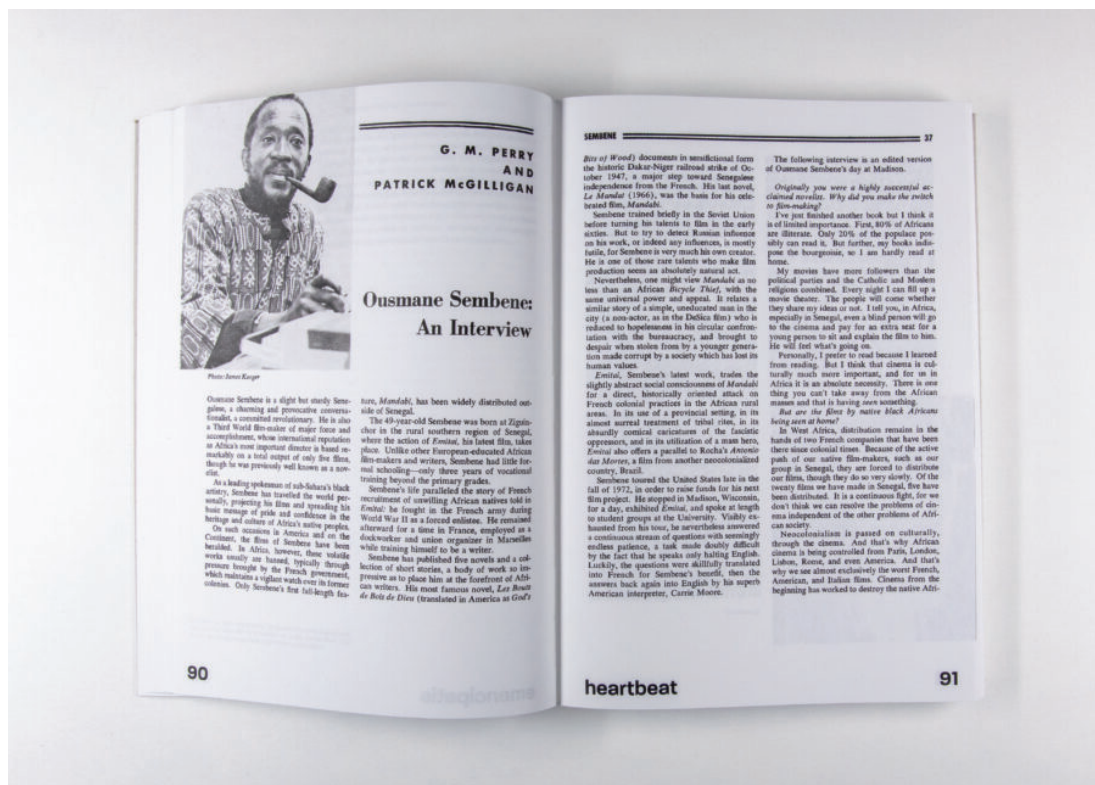 G. M. PERRY
AND
PATRICK McGILLIGAN
Ousmane Sembene:
An Interview
Photo: James Karger
Ousmane Sembene is a slight but sturdy Sene-
galese, a charming and provocative conversa-
tionalist, a committed revolutionary. He is also
a Third World film-maker of major force and
accomplishment, whose international reputation
as Africa's most important director is based re-
markably on a total output of only five films,
though he was previously well known as a nov-
elist.
As a leading spokesman of sub-Sahara's black
artistry, Sembene has travelled the world per-
sonally, projecting his films and spreading his
basic message of pride and confidence in the
heritage and culture of Africa's native peoples.
On such occasions in America and on the
Continent, the films of Sembene have been
heralded. In Africa, however, these volatile
works usually are banned, typically through
pressure brought by the French government,
which maintains a vigilant watch over its former
colonies. Only Sembene's first full-length fea-
ture, Mandabi, has been widely distributed out-
side of Senegal.
The 49-year-old Sembene was born at Ziguin-
chor in the rural southern region of Senegal,
where the action of Emitai, his latest film, takes
place. Unlike other European-educated African
film-makers and writers, Sembene had little for-
mal schooling—only three years of vocational
training beyond the primary grades.
Sembene's life paralleled the story of French
recruitment of unwilling African natives told in
Emitai: he fought in the French army during
World War II as a forced enlistee. He remained
afterward for a time in France, employed as a
dockworker and union organizer in Marseilles
while training himself to be a writer.
Sembene has published five novels and a col-
lection of short stories, a body of work so im-
pressive as to place him at the forefront of Afri-
can writers. His most famous novel, Les Bouts
de Bois de Dieu (translated in America as God's
90
SEMBENE 37
Bits of Wood) documents in semifictional form
the historic Dakar-Niger railroad strike of Oc-
tober 1947, a major step toward Senegalese
independence from the French. His last novel,
Le Mandat (1966), was the basis for his cele-
brated film, Mandabi.
Sembene trained briefly in the Soviet Union
before turning his talents to film in the early
sixties. But to try to detect Russian influence
on his work, or indeed any influences, is mostly
futile, for Sembene is very much his own creator.
He is one of those rare talents who make film
production seem an absolutely natural act.
Nevertheless, one might view Mandabi as no
less than an African Bicycle Thief, with the
same universal power and appeal. It relates a
similar story of a simple, uneducated man in the
city (a non-actor, as in the DeSica film) who is
reduced to hopelessness in his circular confron-
tation with the bureaucracy, and brought to
despair when stolen from by a younger genera-
tion made corrupt by a society which has lost its
human values.
Emitai, Sembene's latest work, trades the
slightly abstract social consciousness of Mandabi
for a direct, historically oriented attack on
French colonial practices in the African rural
areas. In its use of a provincial setting, in its
almost surreal treatment of tribal rites, in its
absurdly comical caricatures of the fascistic
oppressors, and in its utilization of a mass hero,
Emitai also offers a parallel to Rocha's Antonio
das Mortes, a film from another neocolonialized
country, Brazil.
Sembene toured the United States late in the
fall of 1972, in order to raise funds for his next
film project. He stopped in Madison, Wisconsin,
for a day, exhibited Emitai, and spoke at length
to student groups at the University. Visibly ex-
hausted from his tour, he nevertheless answered
a continuous stream of questions with seemingly
endless patience, a task made doubly difficult
by the fact that he speaks only halting English.
Luckily, the questions were skillfully translated
into French for Sembene's benefit, then the
answers back again into English by his superb
American interpreter, Carrie Moore.
The following interview is an edited version
of Ousmane Sembene's day at Madison.
Originally you were a highly successful ac-
claimed novelist. Why did you make the switch
to film-making?
I've just finished another book but I think it
is of limited importance. First, 80% of Africans
are illiterate. Only 20% of the populace pos-
sibly can read it. But further, my books indis-
pose the bourgeoisie, so I am hardly read at
home.
My movies have more followers than the
political parties and the Catholic and Moslem
religions combined. Every night I can fill up a
movie theater. The people will come whether
they share my ideas or not. I tell you, in Africa,
especially in Senegal, even a blind person will go
to the cinema and pay for an extra seat for a
young person to sit and explain the film to him.
He will feel what's going on.
Personally, I prefer to read because I learned
from reading. But I think that cinema is cul-
turally much more important, and for us in
Africa it is an absolute necessity. There is one
thing you can't take away from the African
masses and that is having seen something.
But are the films by native black Africans
being seen at home?
In West Africa, distribution remains in the
hands of two French companies that have been
there since colonial times. Because of the active
push of our native film-makers, such as our
group in Senegal, they are forced to distribute
our films, though they do so very slowly. Of the
twenty films we have made in Senegal, five have
been distributed. It is a continuous fight, for we
don't think we can resolve the problems of cin-
ema independent of the other problems of Afri-
can society.
Neocolonialism is passed on culturally,
through the cinema. And that's why African
cinema is being controlled from Paris, London,
Lisbon, Rome, and even America. And that's
why we see almost exclusively the worst French,
American, and Italian films. Cinema from the
beginning has worked to destroy the native Afri-
heartbeat
91